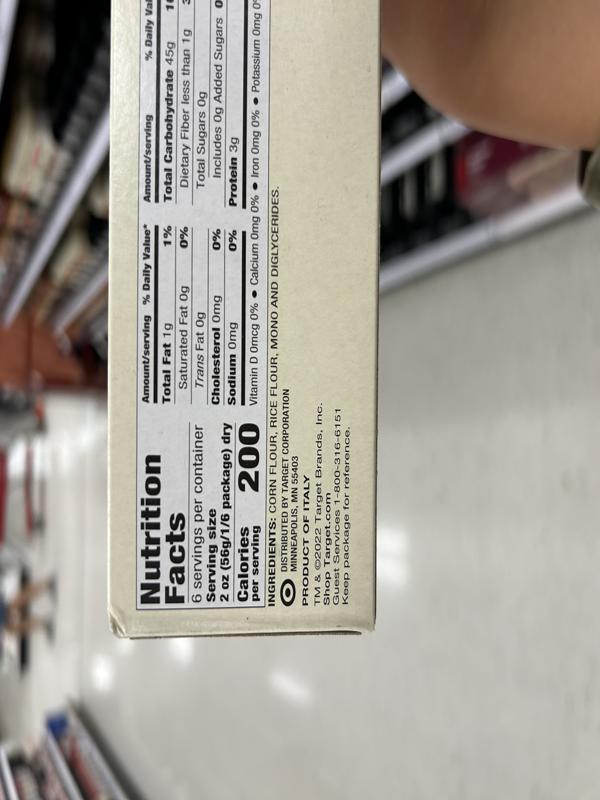 Nutrition
Facts
6 servings per container
Serving size
2 oz (56g/1/6 package) dry
Calories
per serving
200
Amount/serving % Daily Value*
Total Fat 1g 1%
Saturated Fat 0g 0%
Trans Fat 0g
Cholesterol 0mg 0%
Sodium 0mg 0%
Amount/serving % Daily
Total Carbohydrate 45g
Dietary Fiber less than 1g
Total Sugars 0g
Includes 0g Added Sugars
Protein 3g
Vitamin D 0mcg 0% • Calcium 0mg 0% • Iron 0mg 0% • Potassium 0mg
INGREDIENTS: CORN FLOUR, RICE FLOUR, MONO AND DIGLYCERIDES.
DISTRIBUTED BY TARGET CORPORATION
MINNEAPOLIS, MN 55403
PRODUCT OF ITALY
TM & ©2022 Target Brands, Inc.
Shop Target.com
Guest Services 1-800-316-6151
Keep package for reference.